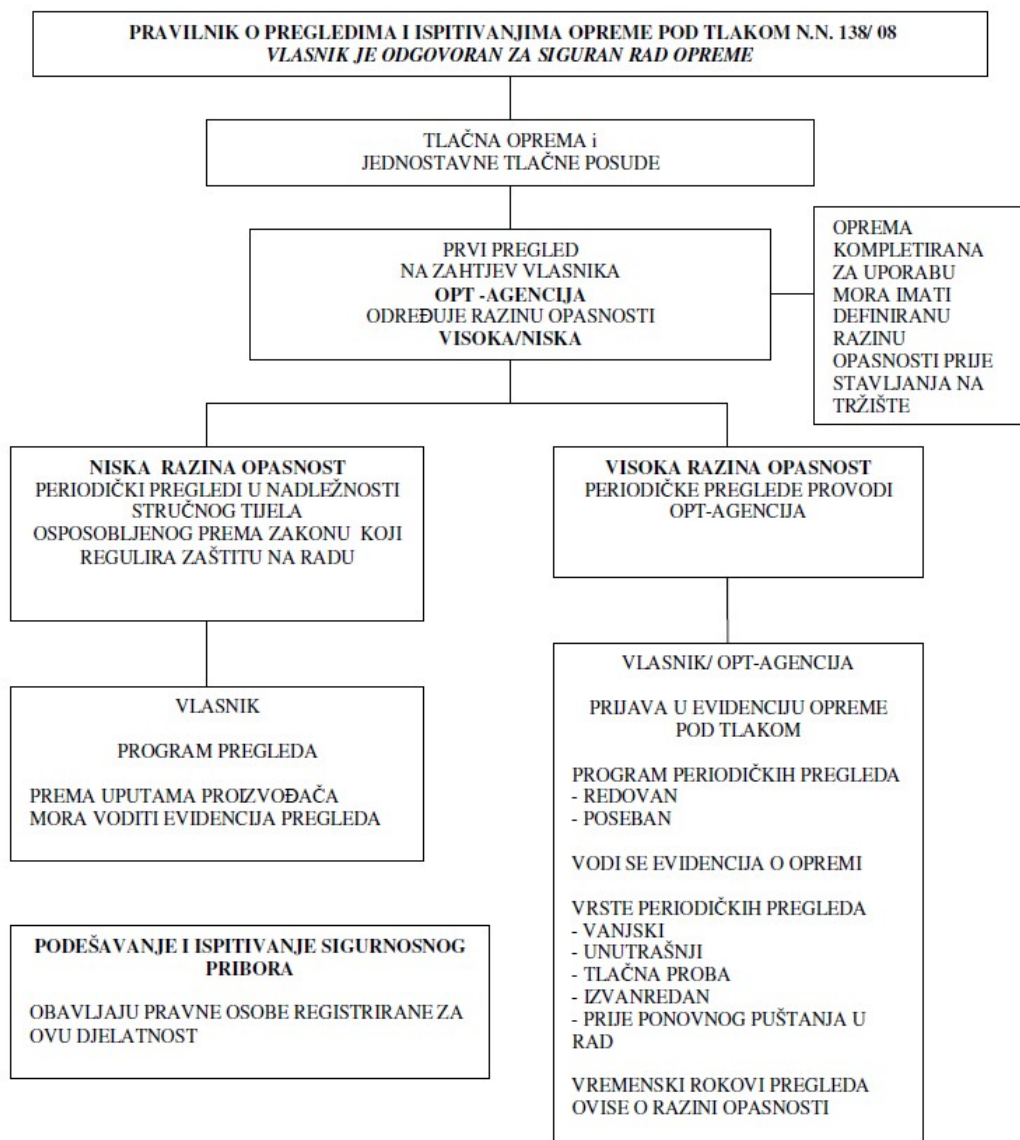 PRAVILNIK O PREGLEDIMA I ISPITIVANJIMA OPREME POD TLAKOM N.N. 138/ 08
VLASNIK JE ODGOVORAN ZA SIGURAN RAD OPREME
TLAČNA OPREMA i
JEDNOSTAVNE TLAČNE POSUDE
PRVI PREGLED
NA ZAHTJEV VLASNIKA
OPT -AGENCIJA
ODREĐUJE RAZINU OPASNOSTI
VISOKA/NISKA
OPREMA
KOMPLETIRANA
ZA UPORABU
MORA IMATI
DEFINIRANU
RAZINU
OPASNOSTI PRIJE
STAVLJANJA NA
TRŽIŠTE
NISKA RAZINA OPASNOST
PERIODIČKI PREGLEDI U NADLEŽNOSTI
STRUČNOG TIJELA
OSPOSOBLJENOG PREMA ZAKONU KOJI
REGULIRA ZAŠTITU NA RADU
VISOKA RAZINA OPASNOST
PERIODIČKE PREGLEDE PROVODI
OPT-AGENCIJA
VLASNIK
PROGRAM PREGLEDA
PREMA UPUTAMA PROIZVOĐAČA
MORA VODITI EVIDENCIJA PREGLEDA
VLASNIK/ OPT-AGENCIJA
PRIJAVA U EVIDENCIJU OPREME
POD TLAKOM
PROGRAM PERIODIČKIH PREGLEDA
- REDOVAN
- POSEBAN
VODI SE EVIDENCIJA O OPREMI
VRSTE PERIODIČKIH PREGLEDA
- VANJSKI
- UNUTRAŠNJI
- TLAČNA PROBA
- IZVANREDAN
- PRIJE PONOVNOG PUŠTANJA U
RAD
VREMENSKI ROKOVI PREGLEDA
OVISE O RAZINI OPASNOSTI
PODEŠAVANJE I ISPITIVANJE SIGURNOSNOG
PRIBORA
OBAVLJAJU PRAVNE OSOBE REGISTRIRANE ZA
OVU DJELATNOST